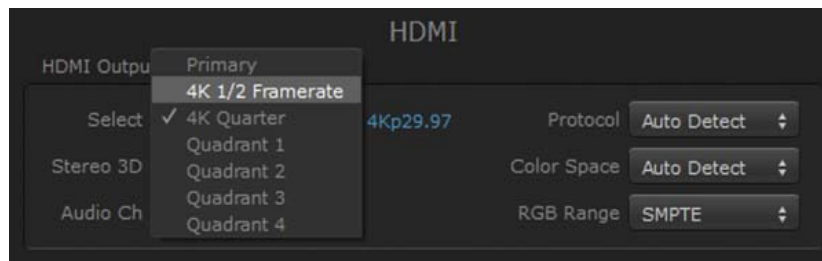 HDMI
HDMI Outpu
Primary
4K 1/2 Framerate
Select ✓ 4K Quarter 4Kp29.97 Protocol Auto Detect
Quadrant 1
Stereo 3D Quadrant 2 Color Space Auto Detect
Quadrant 3
Audio Ch Quadrant 4 RGB Range SMPTE